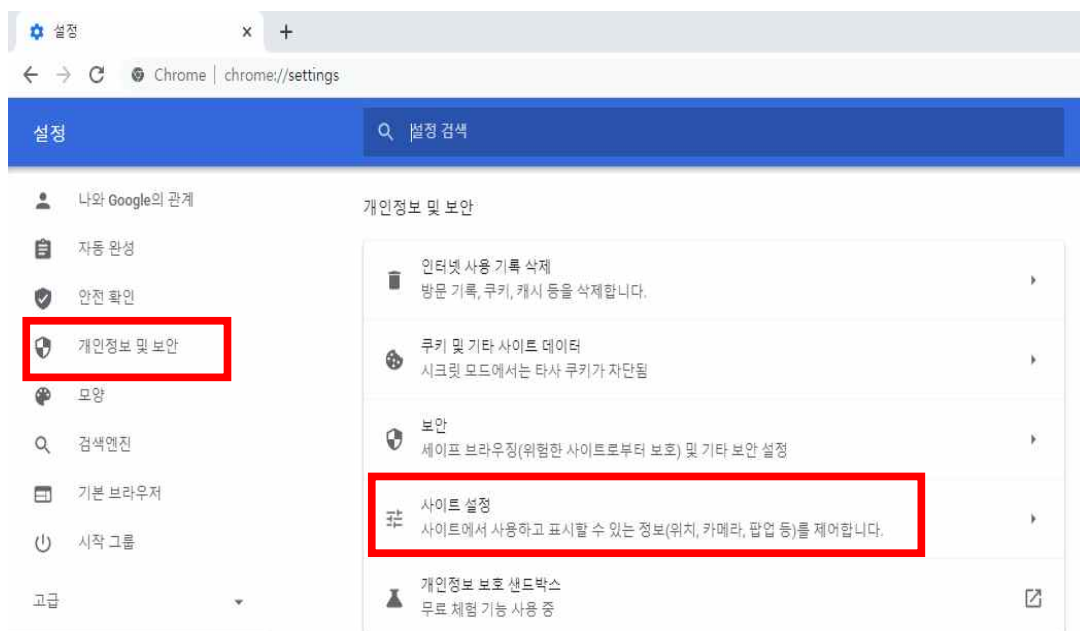 설정
Chrome | chrome://settings
설정
설정 검색
나와 Google의 관계
자동 완성
안전 확인
개인정보 및 보안
모양
검색엔진
기본 브라우저
시작 그룹
고급
개인정보 및 보안
인터넷 사용 기록 삭제
방문 기록, 쿠키, 캐시 등을 삭제합니다.
쿠키 및 기타 사이트 데이터
시크릿 모드에서는 타사 쿠키가 차단됨
보안
세이프 브라우징(위험한 사이트로부터 보호) 및 기타 보안 설정
사이트 설정
사이트에서 사용하고 표시할 수 있는 정보(위치, 카메라, 팝업 등)를 제어합니다.
개인정보 보호 샌드박스
무료 체험 기능 사용 중